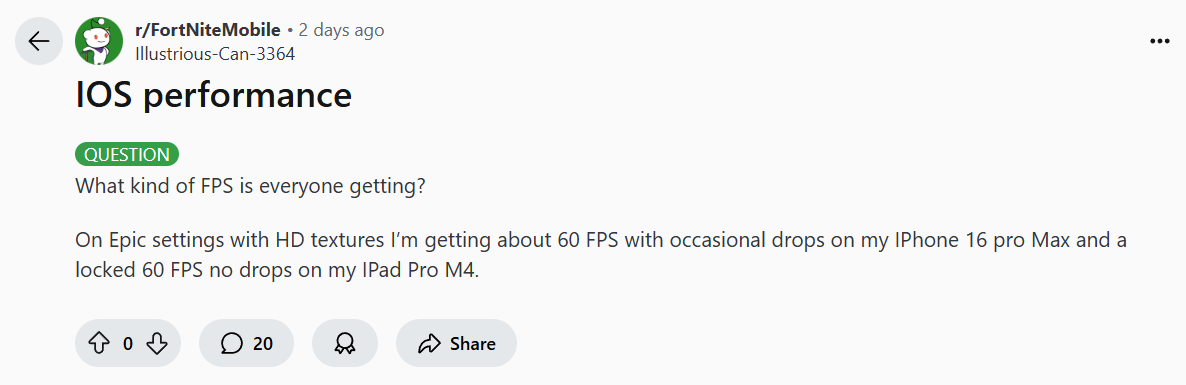 r/FortNiteMobile • 2 days ago
Illustrious-Can-3364
IOS performance
QUESTION
What kind of FPS is everyone getting?
On Epic settings with HD textures I’m getting about 60 FPS with occasional drops on my IPhone 16 pro Max and a
locked 60 FPS no drops on my IPad Pro M4.
0 20 Share